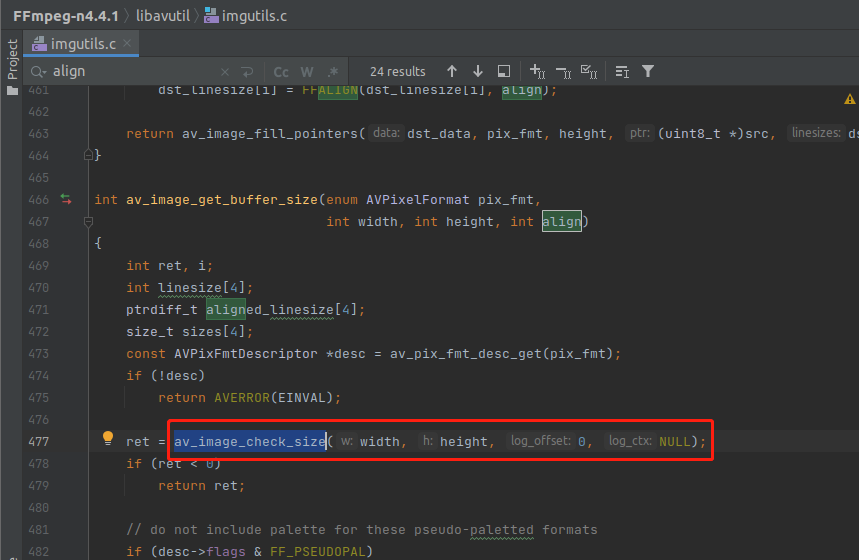 FFmpeg-n4.4.1 libavutil imgutils.c
Project
imgutils.c ×
align × Cc W .* 24 results
461 dst_linesize[i] = FFALIGN(dst_linesize[i], align);
462
463 return av_image_fill_pointers( data: dst_data, pix_fmt, height, ptr: (uint8_t *)src, linesizes: ds
464 }
465
466 int av_image_get_buffer_size(enum AVPixelFormat pix_fmt,
467 int width, int height, int align)
468 {
469 int ret, i;
470 int linesize[4];
471 ptrdiff_t aligned_linesize[4];
472 size_t sizes[4];
473 const AVPixFmtDescriptor *desc = av_pix_fmt_desc_get(pix_fmt);
474 if (!desc)
475 return AVERROR(EINVAL);
476
477 ret = av_image_check_size( w: width, h: height, log_offset: 0, log_ctx: NULL);
478 if (ret < 0)
479 return ret;
480
481 // do not include palette for these pseudo-paletted formats
482 if (desc->flags & FF_PSEUDOPAL)